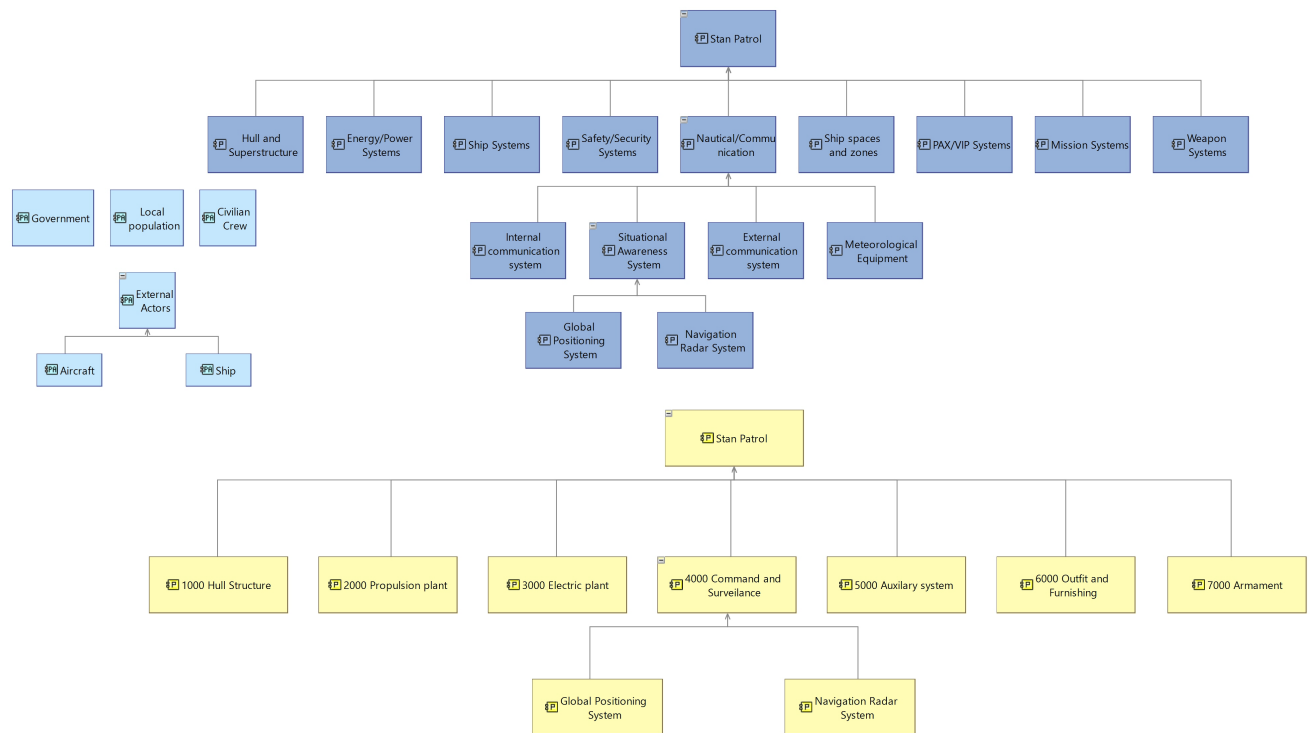 Stan Patrol
Hull and
Superstructure
Energy/Power
Systems
Ship Systems
Safety/Security
Systems
Nautical/Commu
nication
Ship spaces
and zones
PAX/VIP Systems
Mission Systems
Weapon
Systems
Government
Local
population
Civilian
Crew
Internal
communication
system
Situational
Awareness
System
External
communication
system
Meteorological
Equipment
External
Actors
Global
Positioning
System
Navigation
Radar System
Aircraft
Ship
Stan Patrol
1000 Hull Structure
2000 Propulsion plant
3000 Electric plant
4000 Command and
Surveilance
5000 Auxilary system
6000 Outfit and
Furnishing
7000 Armament
Global Positioning
System
Navigation Radar
System